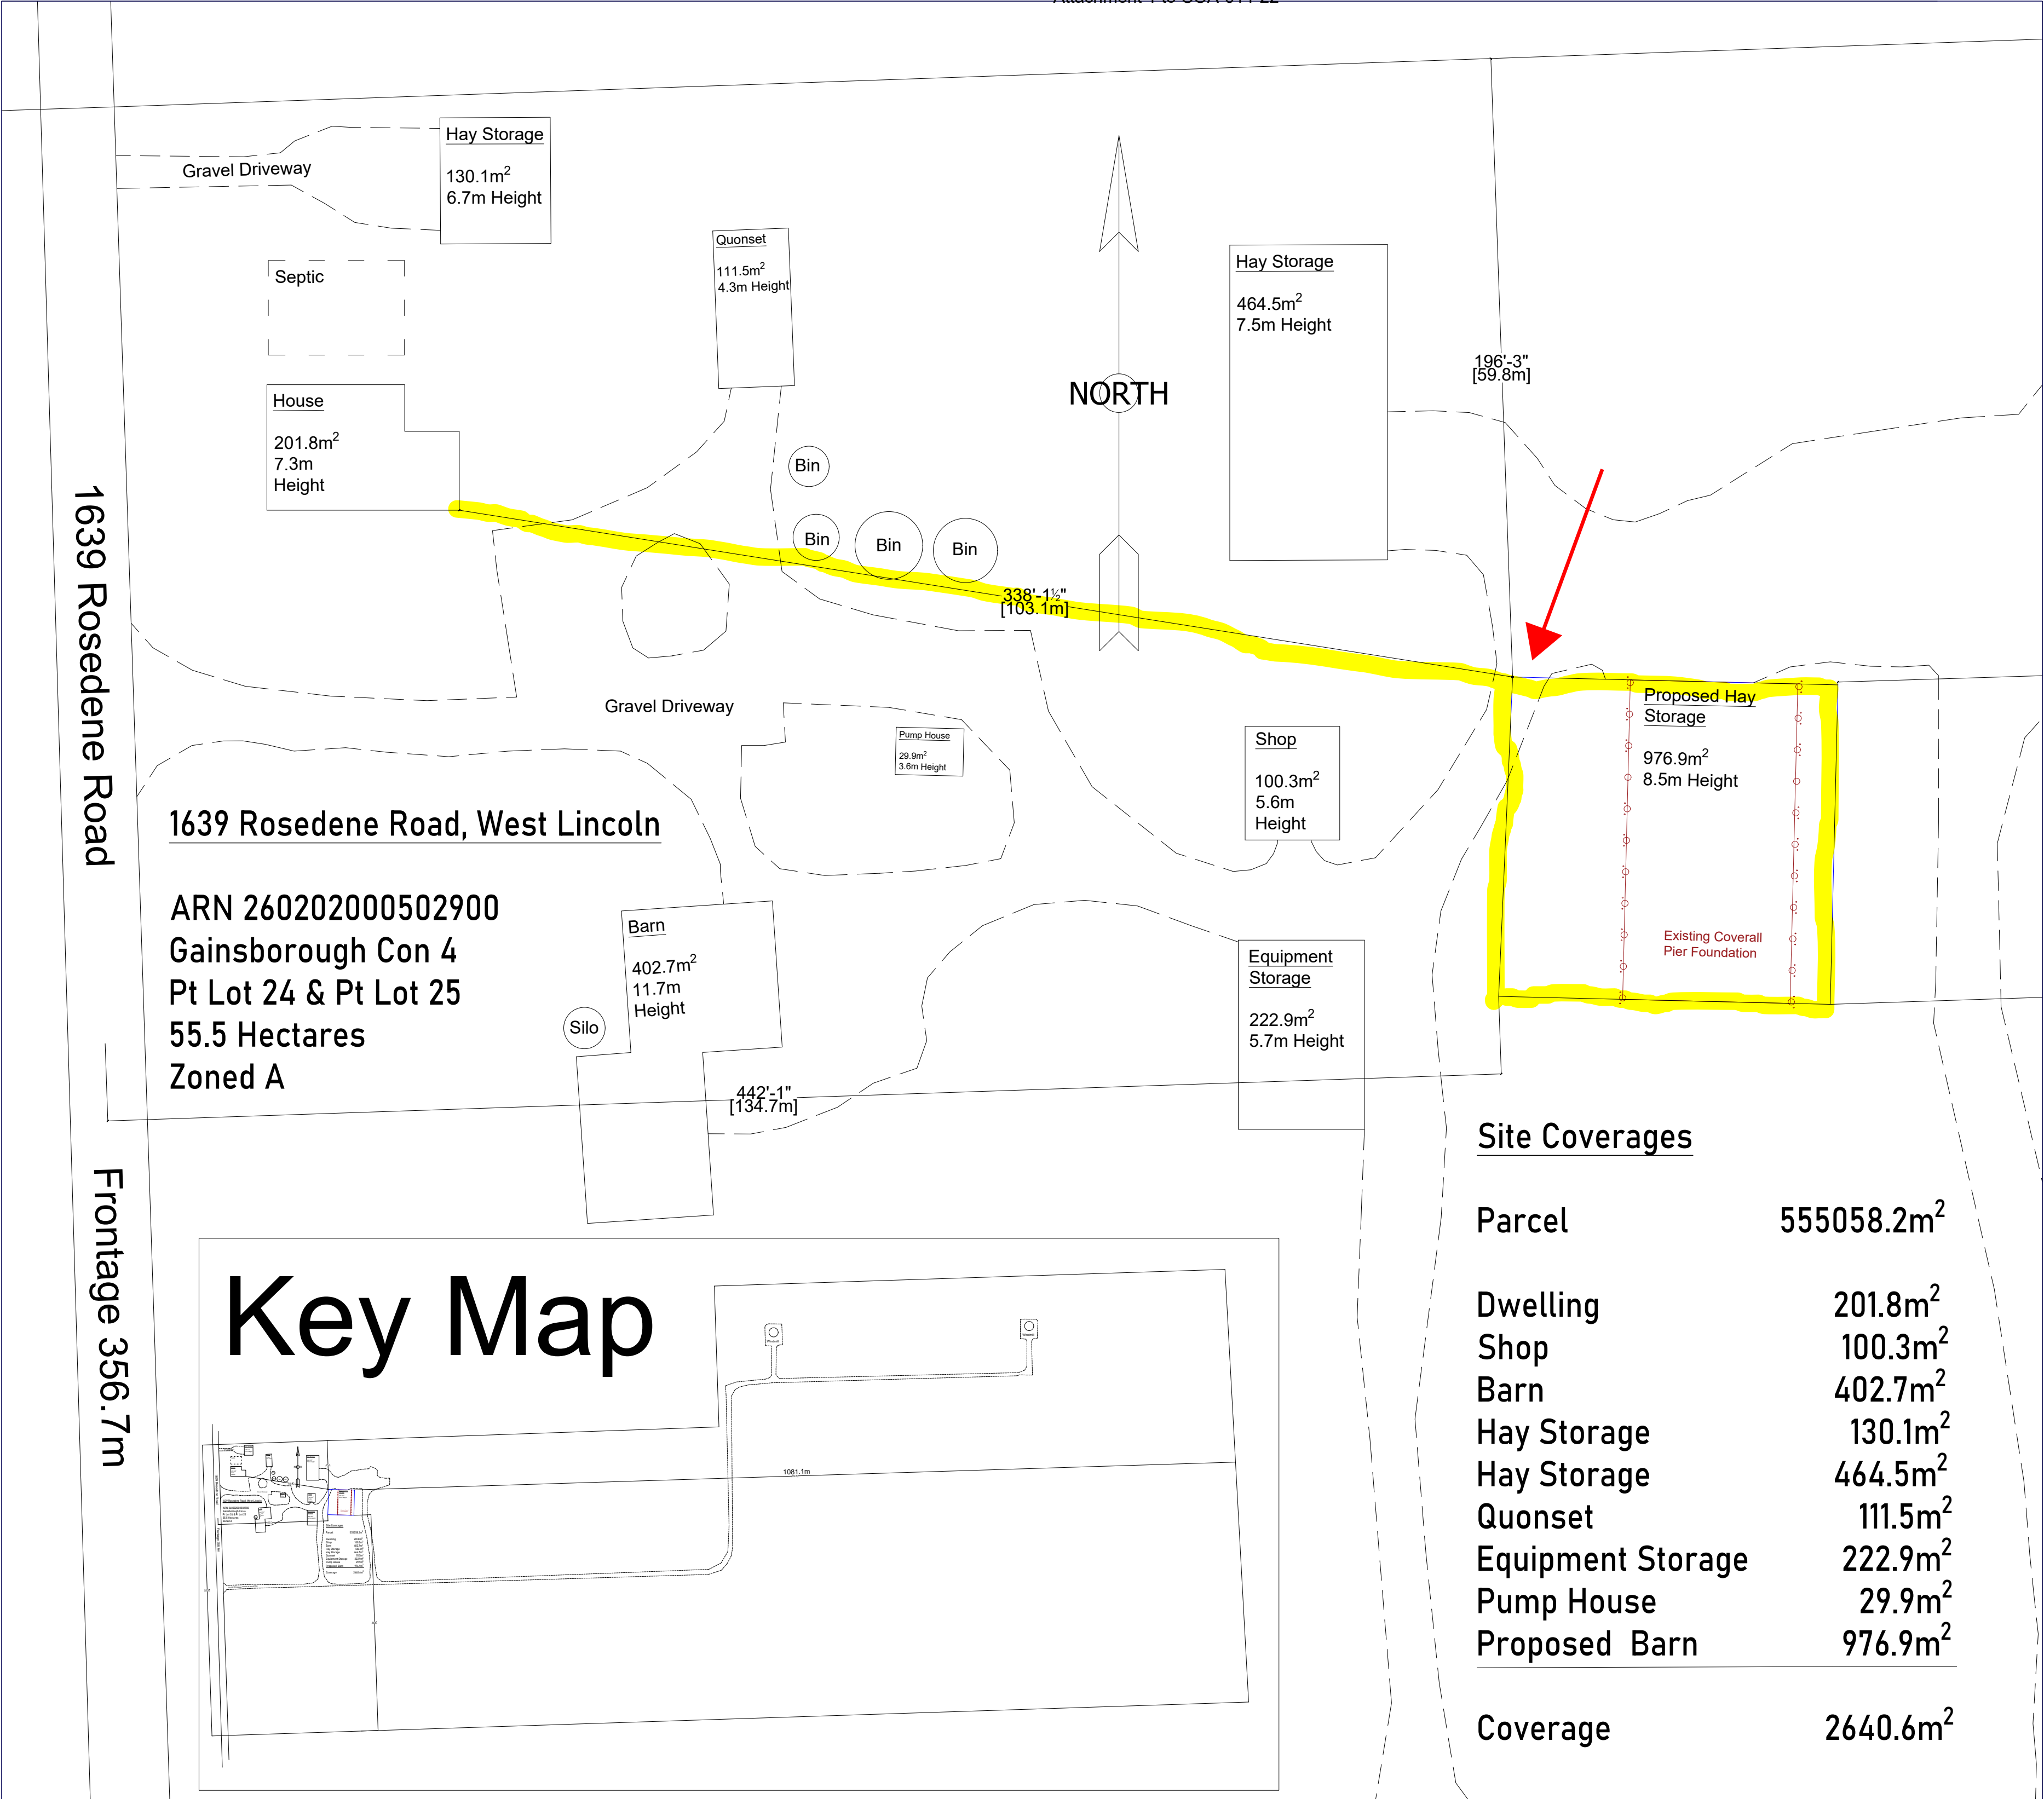 Hay Storage
130.1m²
6.7m Height
Gravel Driveway
Septic
House
201.8m²
7.3m
Height
Quonset
111.5m²
4.3m Height
Bin
Bin
Bin
Bin
NORTH
Hay Storage
464.5m²
7.5m Height
196'-3"
[59.8m]
338'-1½"
[103.1m]
1639 Rosedene Road
Gravel Driveway
Pump House
29.9m²
3.6m Height
Shop
100.3m²
5.6m
Height
Proposed Hay
Storage
976.9m²
8.5m Height
Existing Coverall
Pier Foundation
1639 Rosedene Road, West Lincoln
ARN 260202000502900
Gainsborough Con 4
Pt Lot 24 & Pt Lot 25
55.5 Hectares
Zoned A
Barn
402.7m²
11.7m
Height
Silo
Equipment
Storage
222.9m²
5.7m Height
442'-1"
[134.7m]
Frontage 356.7m
Key Map
1081.1m
Site Coverages
Parcel 555058.2m²
Dwelling 201.8m²
Shop 100.3m²
Barn 402.7m²
Hay Storage 130.1m²
Hay Storage 464.5m²
Quonset 111.5m²
Equipment Storage 222.9m²
Pump House 29.9m²
Proposed Barn 976.9m²
Coverage 2640.6m²